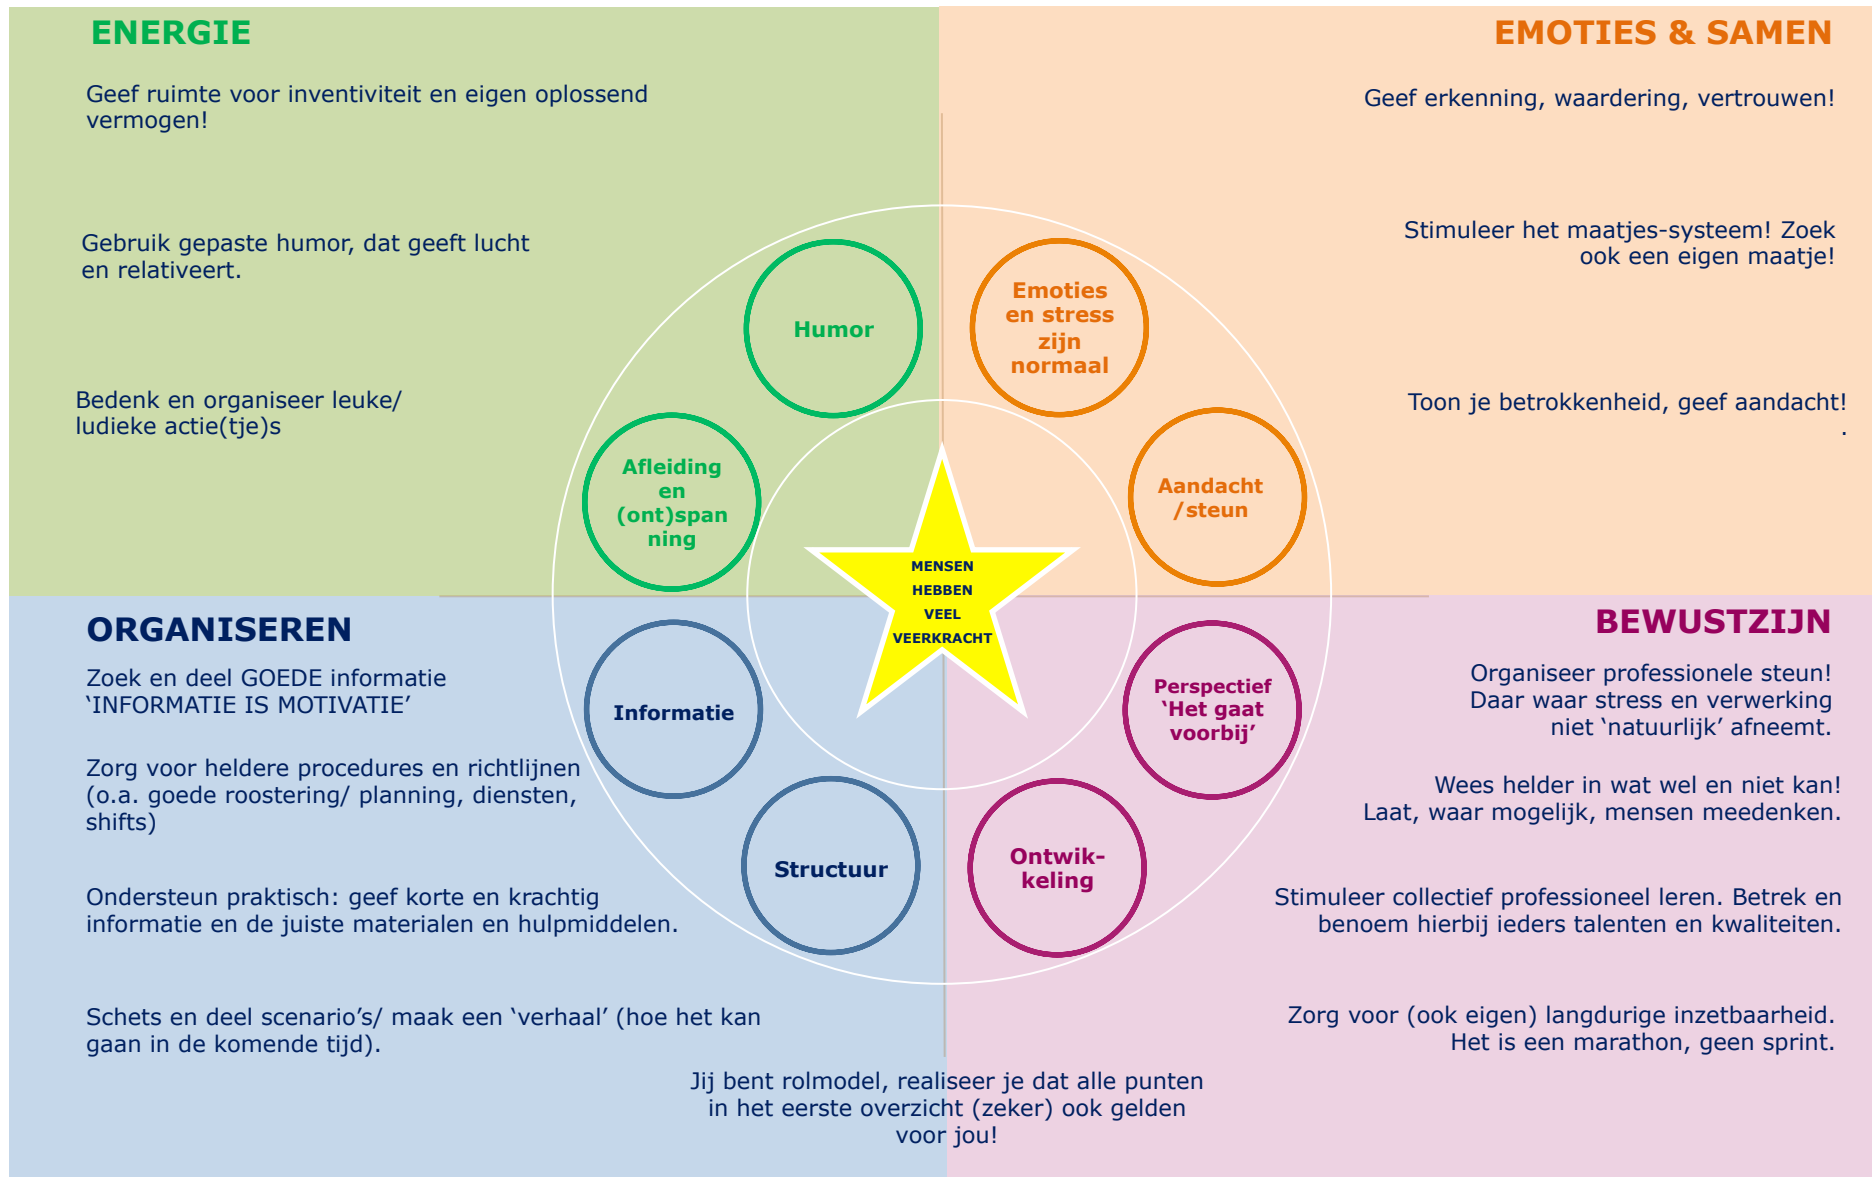 ENERGIE
Geef ruimte voor inventiviteit en eigen oplossend
vermogen!
Gebruik gepaste humor, dat geeft lucht
en relativeert.
Bedenk en organiseer leuke/
ludieke actie(tje)s
Humor
Afleiding
en
(ont)span
ning
EMOTIES & SAMEN
Geef erkenning, waardering, vertrouwen!
Stimuleer het maatjes-systeem! Zoek
ook een eigen maatje!
Toon je betrokkenheid, geef aandacht!
.
Emoties
en stress
zijn
normaal
Aandacht
/steun
MENSEN
HEBBEN
VEEL
VEERKRACHT
ORGANISEREN
Zoek en deel GOEDE informatie
‘INFORMATIE IS MOTIVATIE’
Zorg voor heldere procedures en richtlijnen
(o.a. goede roostering/ planning, diensten,
shifts)
Ondersteun praktisch: geef korte en krachtig
informatie en de juiste materialen en hulpmiddelen.
Schets en deel scenario’s/ maak een ‘verhaal’ (hoe het kan
gaan in de komende tijd).
Informatie
Structuur
BEWUSTZIJN
Organiseer professionele steun!
Daar waar stress en verwerking
niet ‘natuurlijk’ afneemt.
Wees helder in wat wel en niet kan!
Laat, waar mogelijk, mensen meedenken.
Stimuleer collectief professioneel leren. Betrek en
benoem hierbij ieders talenten en kwaliteiten.
Zorg voor (ook eigen) langdurige inzetbaarheid.
Het is een marathon, geen sprint.
Perspectief
‘Het gaat
voorbij’
Ontwik-
keling
Jij bent rolmodel, realiseer je dat alle punten
in het eerste overzicht (zeker) ook gelden
voor jou!